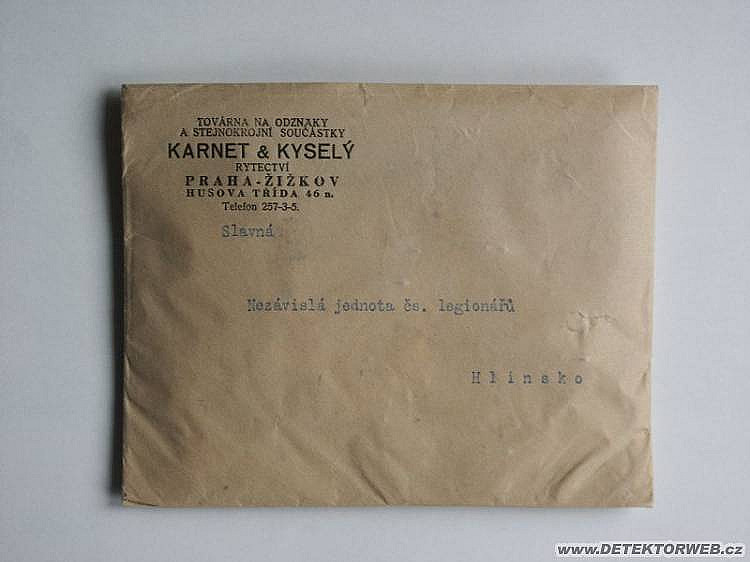 TOVÁRNA NA ODZNAKY
A STEJNOKROJNÍ SOUČÁSTKY
KARNET & KYSELÝ
RYTECTVÍ
PRAHA-ŽIŽKOV
HUSOVA TŘÍDA 46 n.
Telefon 257-3-5.
Slavná
Nezávislá jednota čs. legionářů
Hlinsko
www.DETEKTORWEB.cz